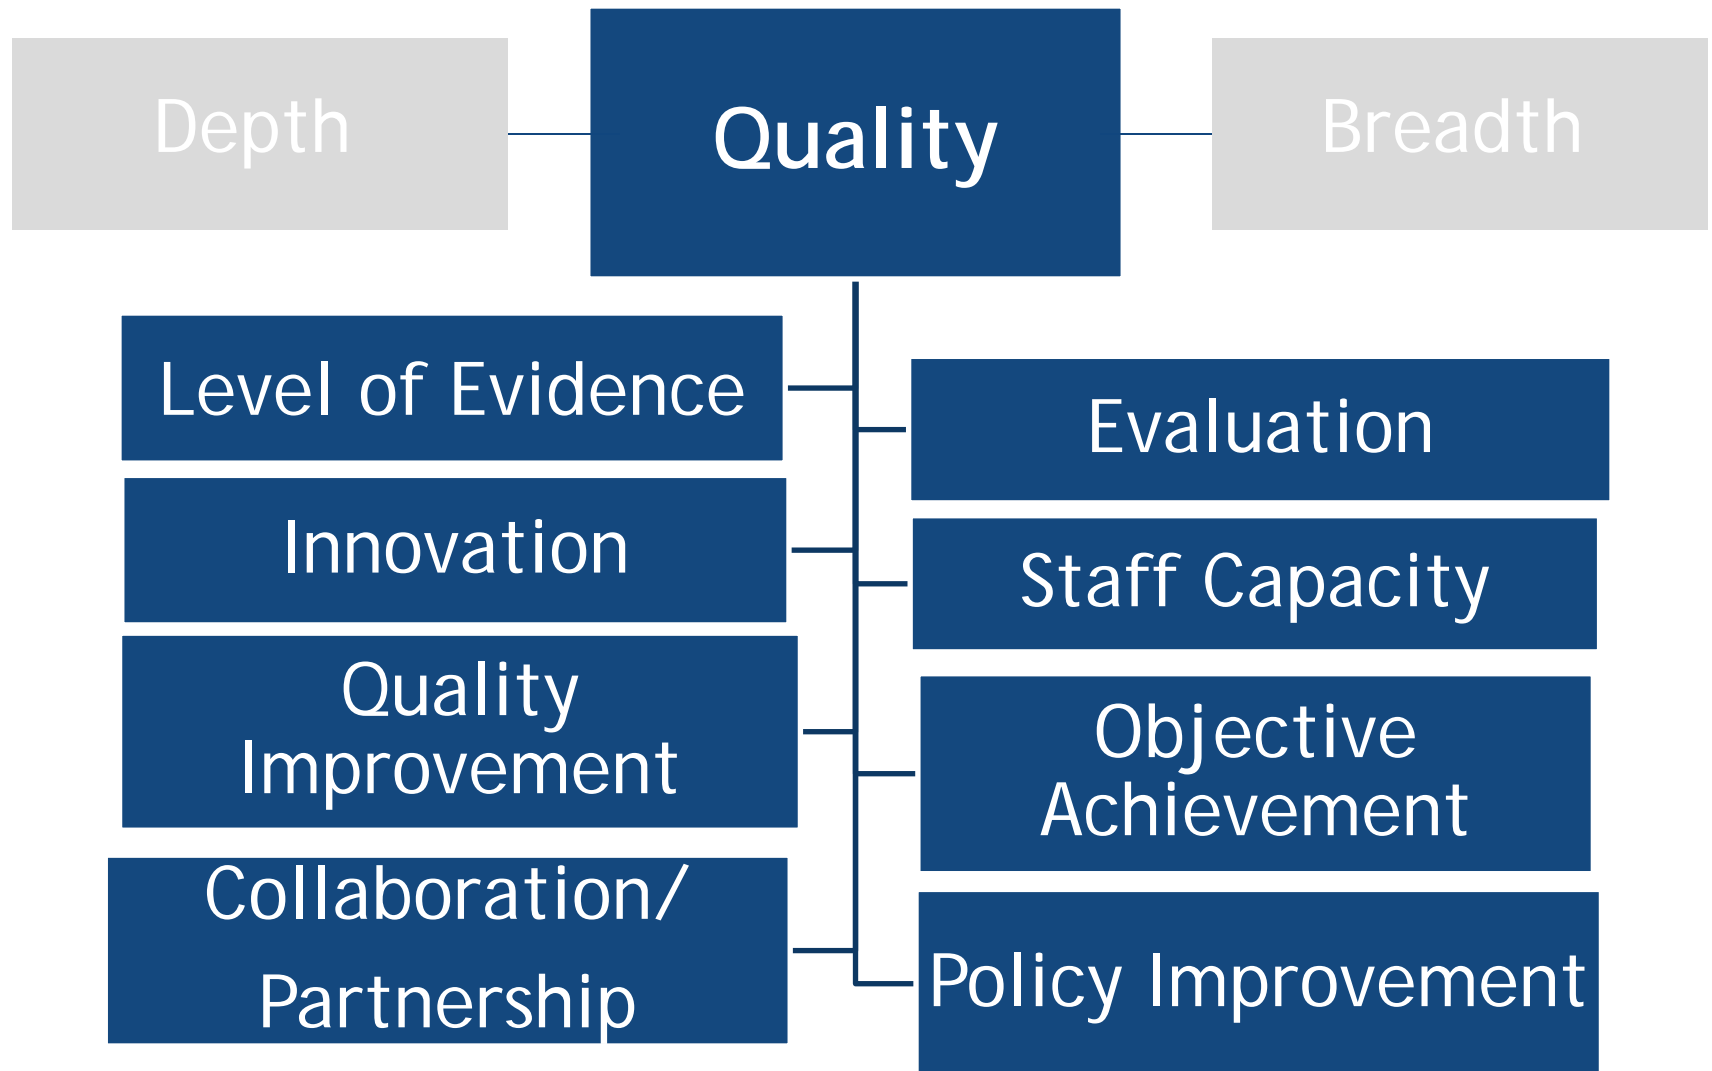 Depth
Quality
Breadth
Level of Evidence
Innovation
Quality
Improvement
Collaboration/
Partnership
Evaluation
Staff Capacity
Objective
Achievement
Policy Improvement